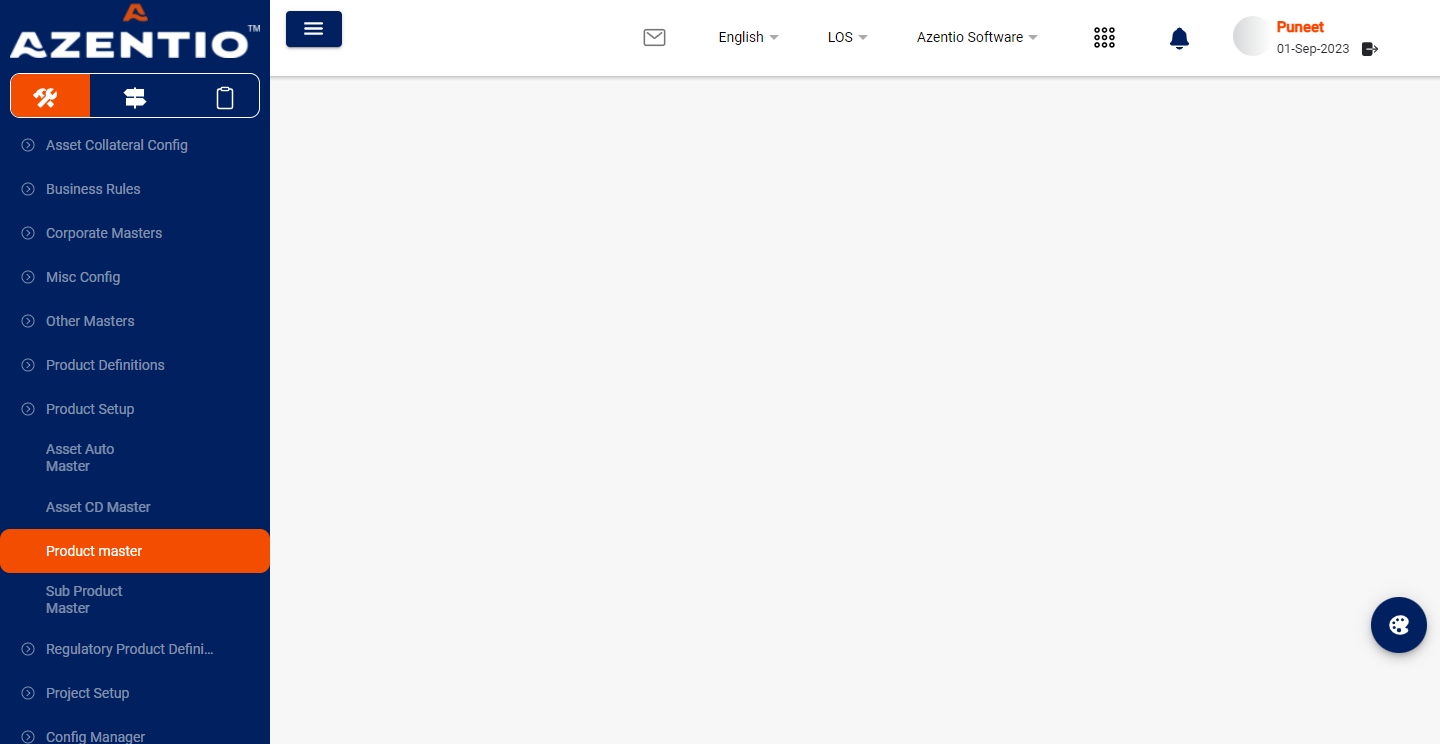 AZENTIO™
English
LOS
Azentio Software
Puneet
01-Sep-2023
Asset Collateral Config
Business Rules
Corporate Masters
Misc Config
Other Masters
Product Definitions
Product Setup
Asset Auto
Master
Asset CD Master
Product master
Sub Product
Master
Regulatory Product Defini...
Project Setup
Config Manager